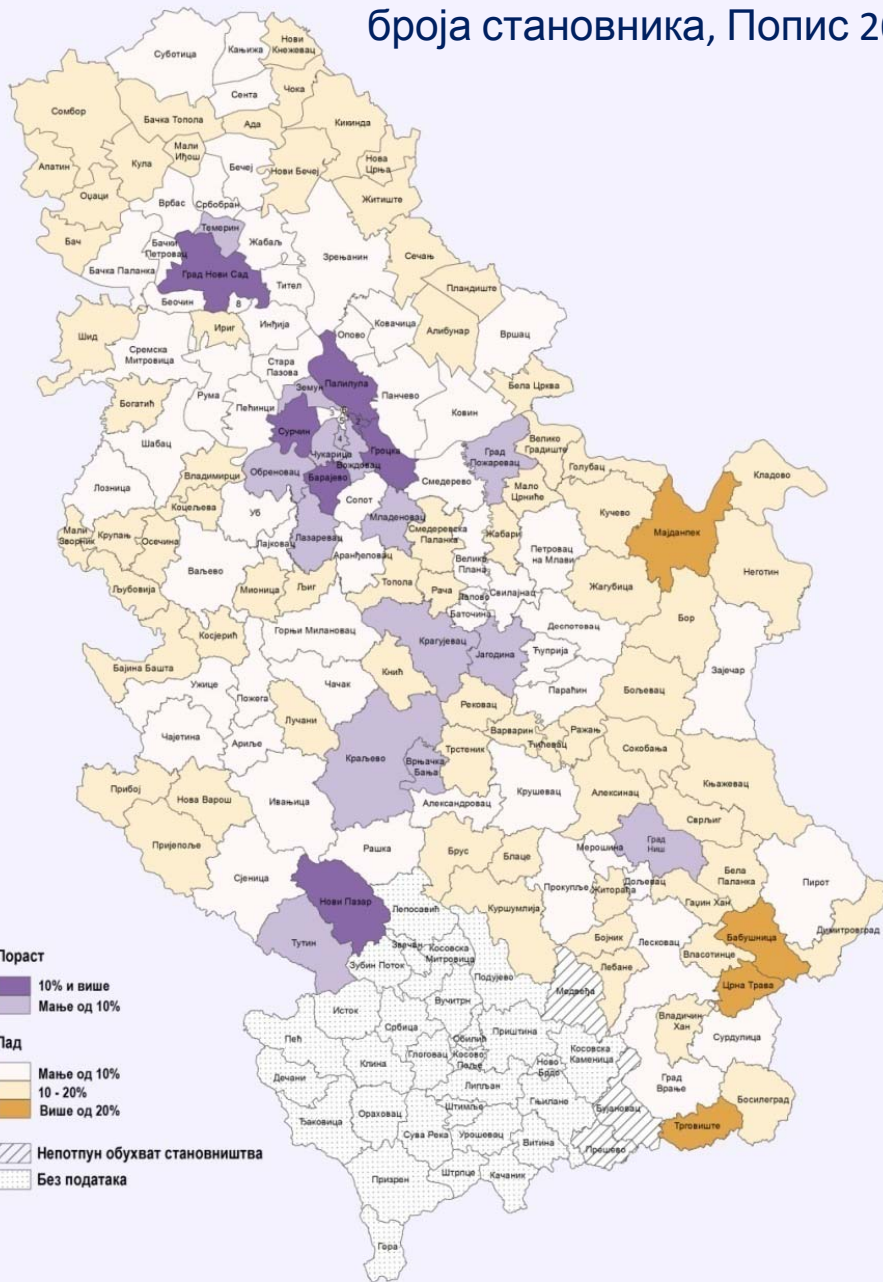 броја становника, Попис 20
Суботица
Кањижа
Нови Кнежевац
Сента
Чока
Сомбор
Бачка Топола
Ада
Кикинда
Мали Иђош
Апатин
Кула
Бечеј
Нови Бечеј
Нова Црња
Оџаци
Врбас
Србобран
Житиште
Темерин
Бач
Бачки Петровац
Жабаљ
Зрењанин
Сечањ
Бачка Паланка
Град Нови Сад
Тител
Пландиште
Беочин
8
Шид
Ириг
Инђија
Опово
Ковачица
Алибунар
Вршац
Сремска Митровица
Стара Пазова
Земун
Палилула
Панчево
Бела Црква
Богатић
Рума
Пећинци
Сурчин
3
2
4
Ковин
Шабац
Чукарица
Гроцка
Вождовац
Град Пожаревац
Велико Градиште
Голубац
Кладово
Лозница
Владимирци
Обреновац
Барајево
Смедерево
Мало Црниће
Коцељева
Уб
Сопот
Младеновац
Кучево
Мајданпек
Мали Зворник
Крупањ
Осечина
Лајковац
Лазаревац
Смедеревска Паланка
Жабари
Петровац на Млави
Аранђеловац
Велика Плана
Неготин
Љубовија
Ваљево
Мионица
Љиг
Топола
Рача
Лапово
Свилајнац
Жагубица
Баточина
Бор
Косјерић
Горњи Милановац
Крагујевац
Јагодина
Деспотовац
Ћуприја
Зајечар
Бајина Башта
Ужице
Пожега
Чачак
Кнић
Параћин
Бољевац
Лучани
Рековац
Чајетина
Ариље
Варварин
Ћићевац
Ражањ
Сокобања
Краљево
Врњачка Бања
Трстеник
Књажевац
Прибој
Нова Варош
Ивањица
Александровац
Крушевац
Алексинац
Сврљиг
Пријепоље
Рашка
Брус
Блаце
Мерошина
Град Ниш
Бела Паланка
Пирот
Сјеница
Прокупље
Житорађа
Дољевац
Гаџин Хан
Нови Пазар
Лепосавић
Куршумлија
Бабушница
Димитровград
Тутин
Звечан
Косовска Митровица
Бојник
Лесковац
Власотинце
Зубин Поток
Подујево
Лебане
Црна Трава
Медвеђа
Исток
Вучитрн
Владичин Хан
Сурдулица
Пећ
Србица
Обилић
Приштина
Клина
Глоговац
Косово Поље
Ново Брдо
Косовска Каменица
Град Врање
Дечани
Липљан
Босилеград
Ђаковица
Ораховац
Штимље
Гњилане
Бујановац
Трговиште
Сува Река
Урошевац
Витина
Прешево
Призрен
Штрпце
Качаник
Гора
Пораст
10% и више
Мање од 10%
Пад
Мање од 10%
10 - 20%
Више од 20%
Непотпун обухват становништва
Без података